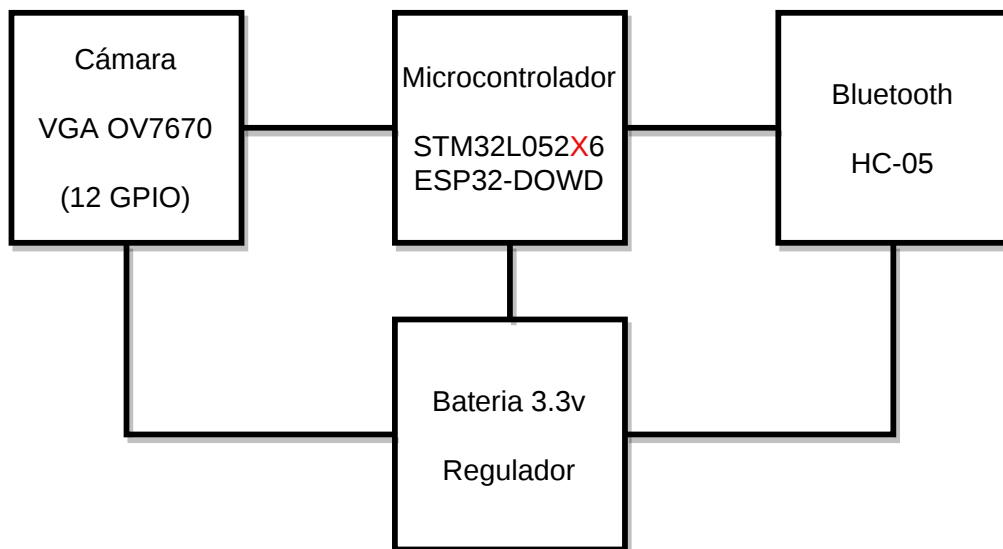 Cámara
VGA OV7670
(12 GPIO)
Microcontrolador
STM32L052X6
ESP32-DOWD
Bluetooth
HC-05
Bateria 3.3v
Regulador